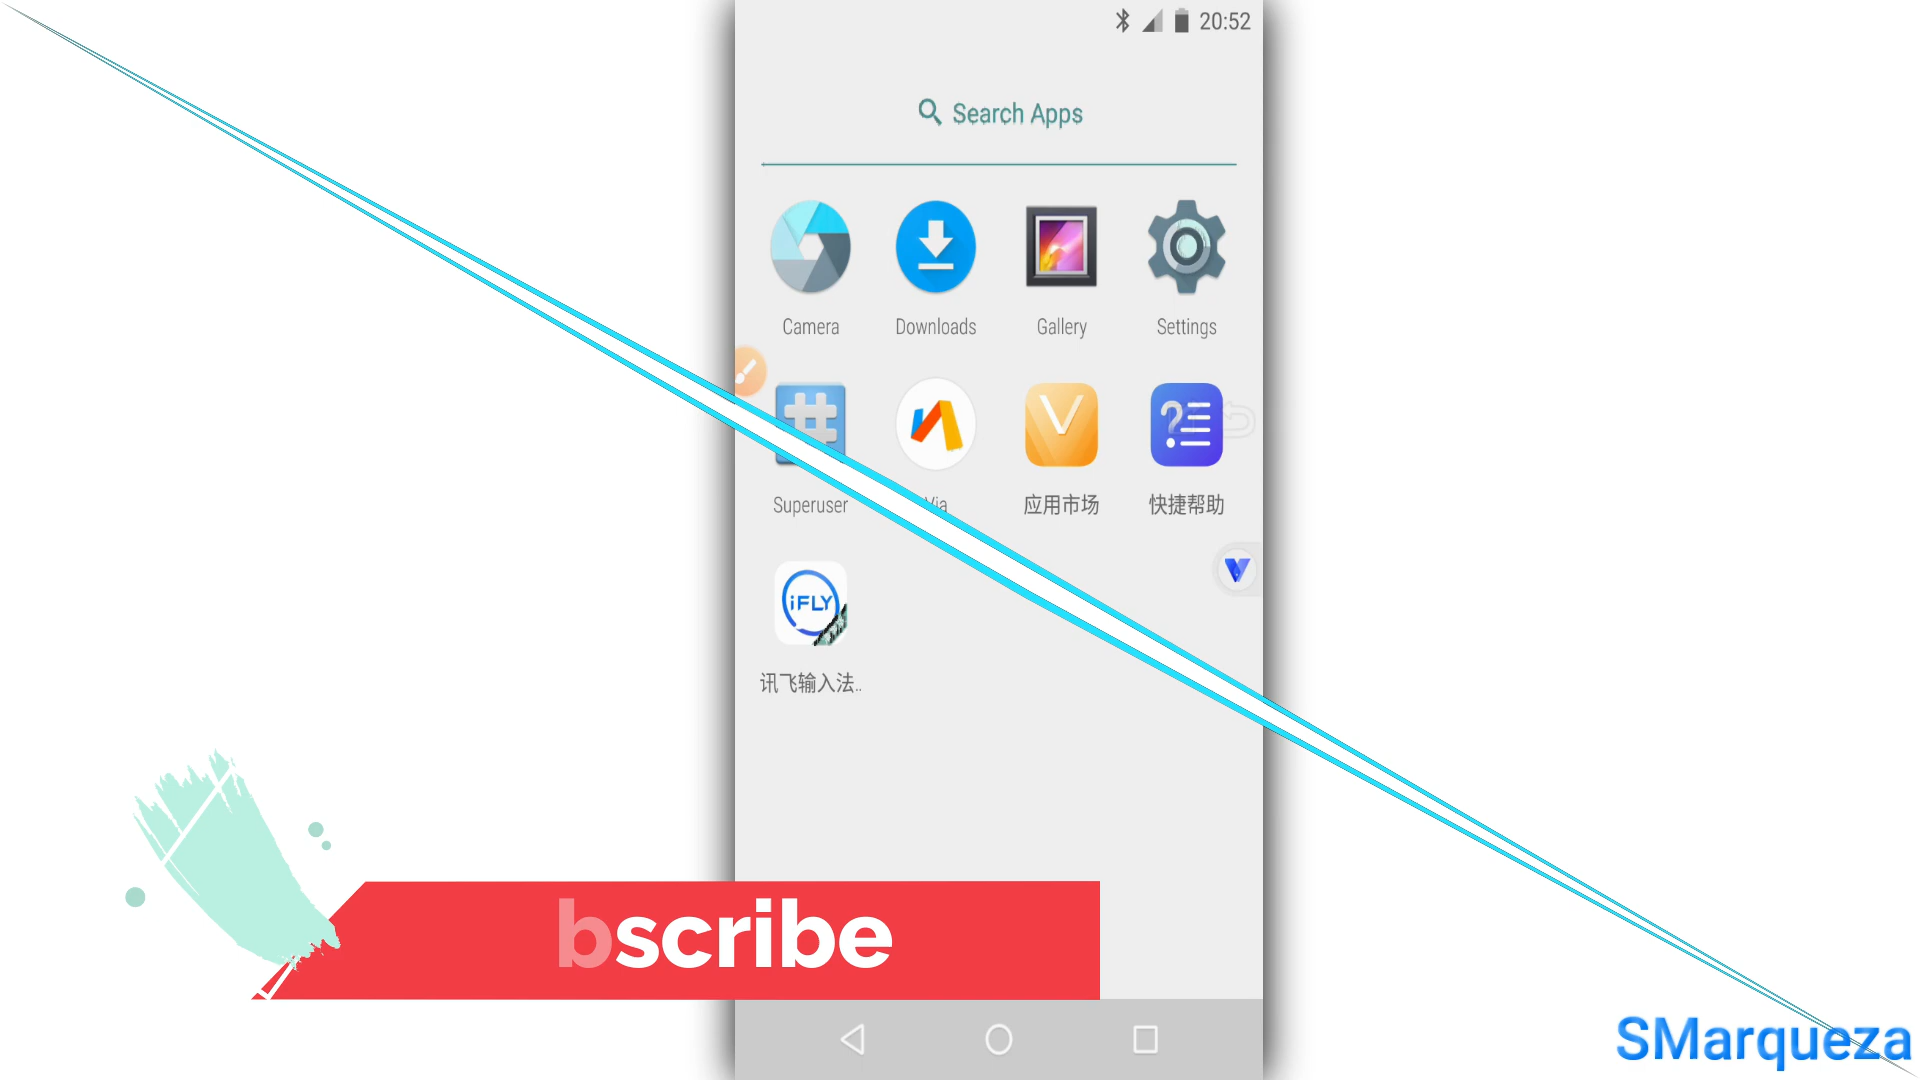 20:52
Search Apps
Camera
Downloads
Gallery
Settings
Superuser
Via
应用市场
快捷帮助
iFLY
讯飞输入法..
bscribe
SMarqueza